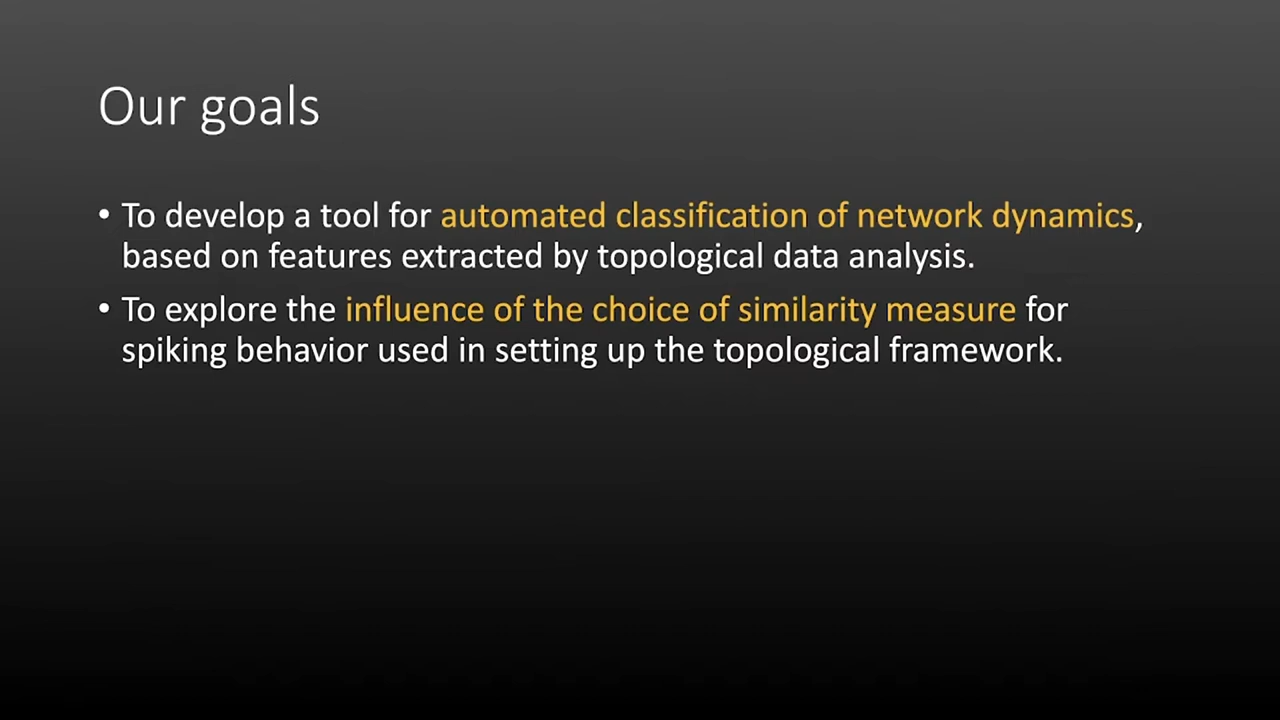 Our goals
• To develop a tool for automated classification of network dynamics,
based on features extracted by topological data analysis.
• To explore the influence of the choice of similarity measure for
spiking behavior used in setting up the topological framework.